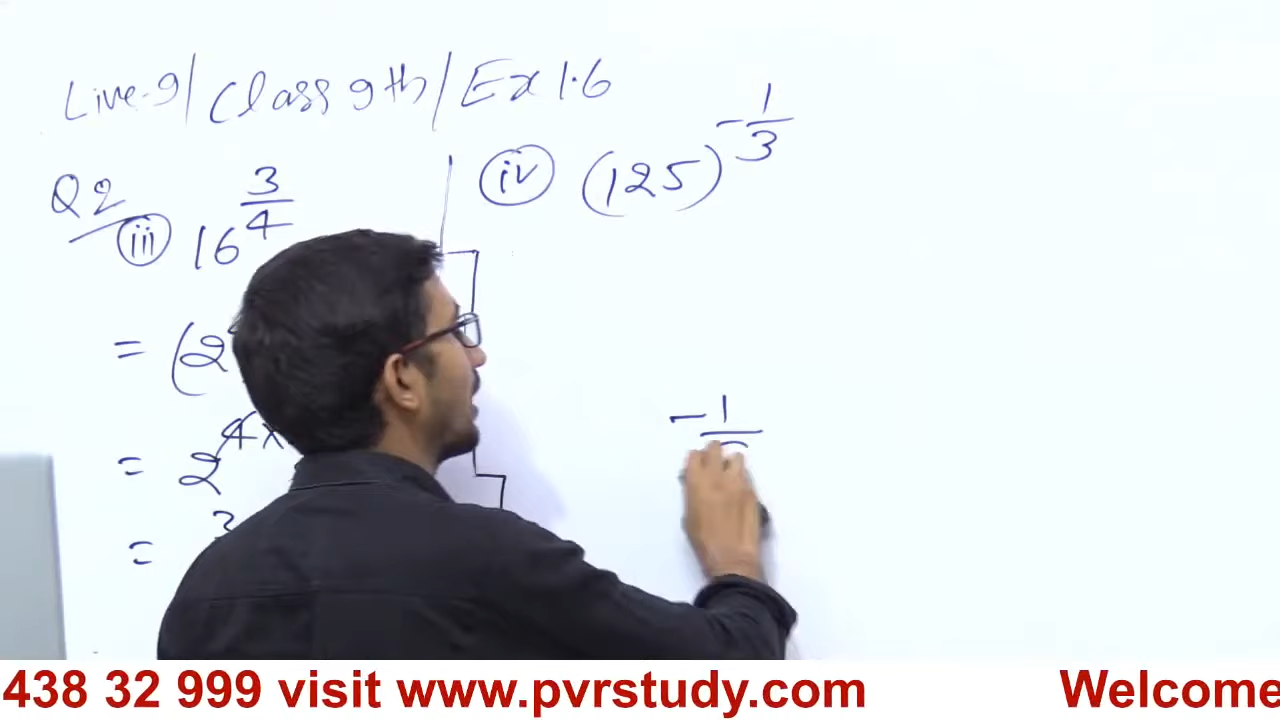 Live-9/ Class 9th/ Ex 1.6
Q2
iii 16^(3/4)
= (2
= 2^(4×
= 3
iv (125)^(-1/3)
-1/
438 32 999 visit www.pvrstudy.com Welcome